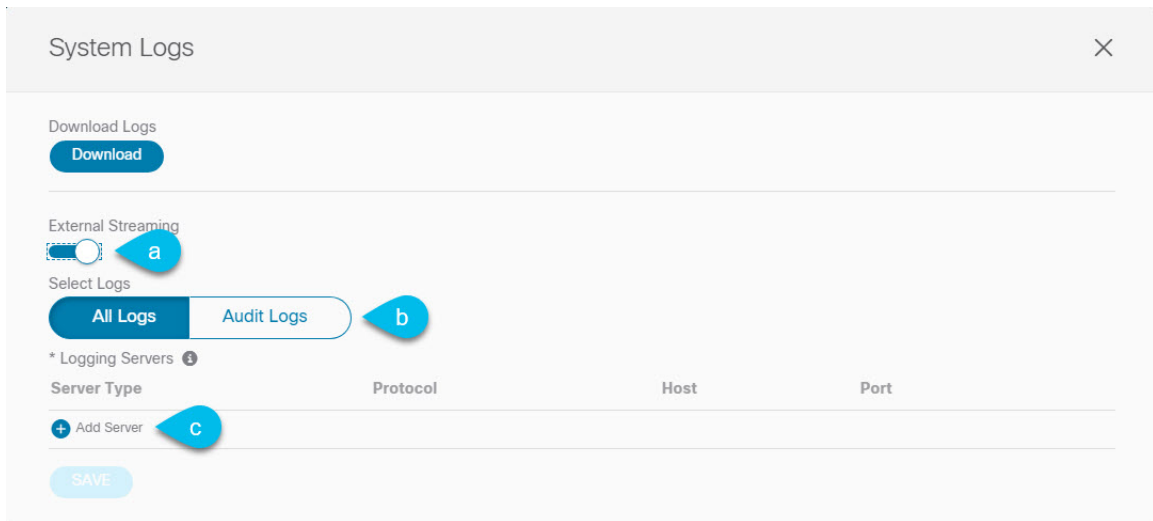 System Logs
Download Logs
Download
External Streaming
a
Select Logs
All Logs Audit Logs b
* Logging Servers
Server Type Protocol Host Port
Add Server c
SAVE